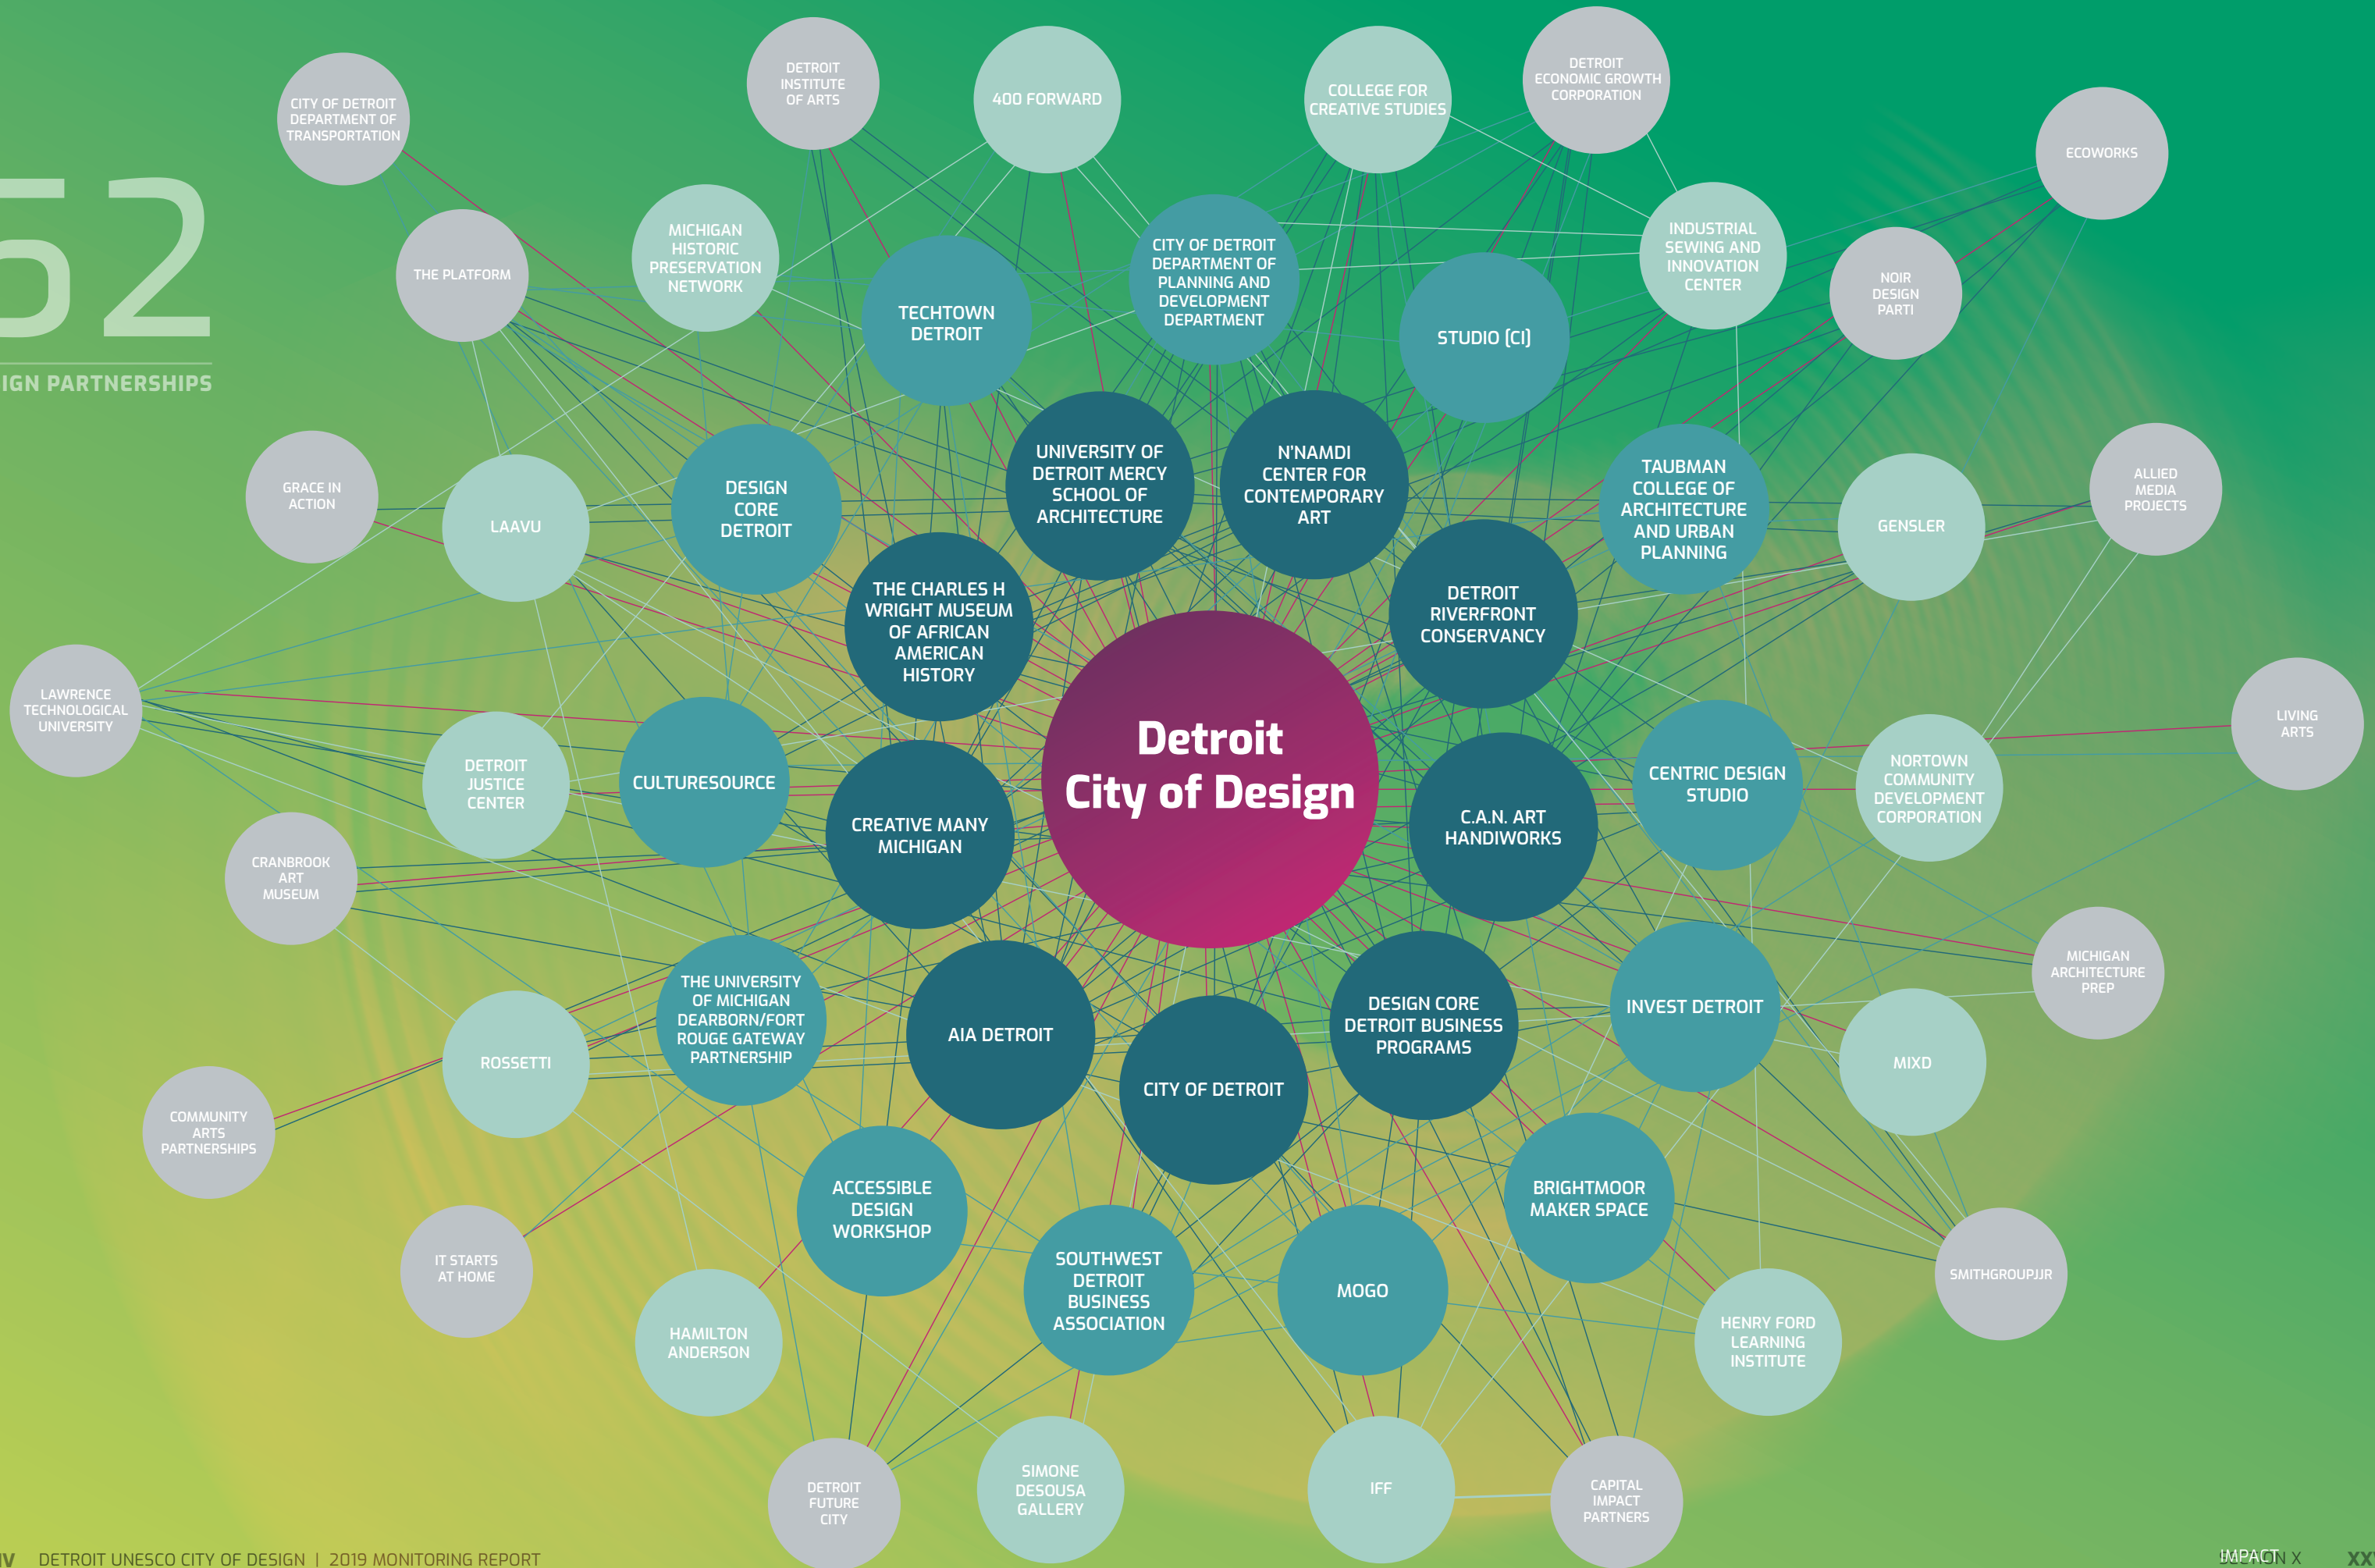 52
IGN PARTNERSHIPS
CITY OF DETROIT
DEPARTMENT OF
TRANSPORTATION
DETROIT
INSTITUTE
OF ARTS
400 FORWARD
COLLEGE FOR
CREATIVE STUDIES
DETROIT
ECONOMIC GROWTH
CORPORATION
ECOWORKS
THE PLATFORM
MICHIGAN
HISTORIC
PRESERVATION
NETWORK
TECHTOWN
DETROIT
CITY OF DETROIT
DEPARTMENT OF
PLANNING AND
DEVELOPMENT
DEPARTMENT
STUDIO [CI]
INDUSTRIAL
SEWING AND
INNOVATION
CENTER
NOIR
DESIGN
PARTI
GRACE IN
ACTION
LAAVU
DESIGN
CORE
DETROIT
UNIVERSITY OF
DETROIT MERCY
SCHOOL OF
ARCHITECTURE
N'NAMDI
CENTER FOR
CONTEMPORARY
ART
TAUBMAN
COLLEGE OF
ARCHITECTURE
AND URBAN
PLANNING
GENSLER
ALLIED
MEDIA
PROJECTS
THE CHARLES H
WRIGHT MUSEUM
OF AFRICAN
AMERICAN
HISTORY
DETROIT
RIVERFRONT
CONSERVANCY
LAWRENCE
TECHNOLOGICAL
UNIVERSITY
DETROIT
JUSTICE
CENTER
CULTURESOURCE
CREATIVE MANY
MICHIGAN
Detroit
City of Design
C.A.N. ART
HANDIWORKS
CENTRIC DESIGN
STUDIO
NORTOWN
COMMUNITY
DEVELOPMENT
CORPORATION
LIVING
ARTS
CRANBROOK
ART
MUSEUM
THE UNIVERSITY
OF MICHIGAN
DEARBORN/FORT
ROUGE GATEWAY
PARTNERSHIP
AIA DETROIT
CITY OF DETROIT
DESIGN CORE
DETROIT BUSINESS
PROGRAMS
INVEST DETROIT
MIXD
MICHIGAN
ARCHITECTURE
PREP
ROSSETTI
COMMUNITY
ARTS
PARTNERSHIPS
IT STARTS
AT HOME
ACCESSIBLE
DESIGN
WORKSHOP
SOUTHWEST
DETROIT
BUSINESS
ASSOCIATION
MOGO
BRIGHTMOOR
MAKER SPACE
SMITHGROUPJJR
HAMILTON
ANDERSON
HENRY FORD
LEARNING
INSTITUTE
DETROIT
FUTURE
CITY
SIMONE
DESOUSA
GALLERY
IFF
CAPITAL
IMPACT
PARTNERS
IV DETROIT UNESCO CITY OF DESIGN | 2019 MONITORING REPORT
IMPACT
SECTION X XX